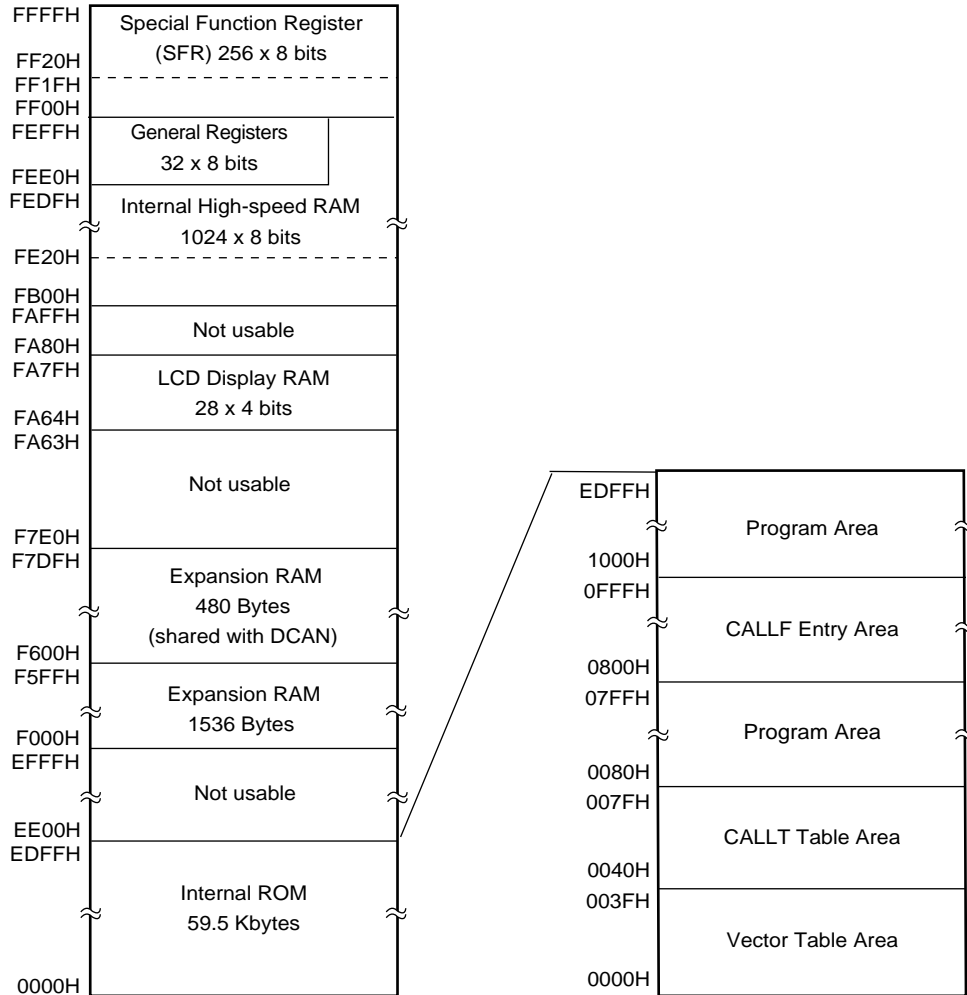 FFFFH
Special Function Register
(SFR) 256 x 8 bits
FF20H
FF1FH
FF00H
FEFFH
General Registers
32 x 8 bits
FEE0H
FEDFH
Internal High-speed RAM
1024 x 8 bits
FE20H
FB00H
FAFFH
Not usable
FA80H
FA7FH
LCD Display RAM
28 x 4 bits
FA64H
FA63H
Not usable
F7E0H
F7DFH
Expansion RAM
480 Bytes
(shared with DCAN)
F600H
F5FFH
Expansion RAM
1536 Bytes
F000H
EFFFH
Not usable
EE00H
EDFFH
Internal ROM
59.5 Kbytes
0000H
EDFFH
Program Area
1000H
0FFFH
CALLF Entry Area
0800H
07FFH
Program Area
0080H
007FH
CALLT Table Area
0040H
003FH
Vector Table Area
0000H